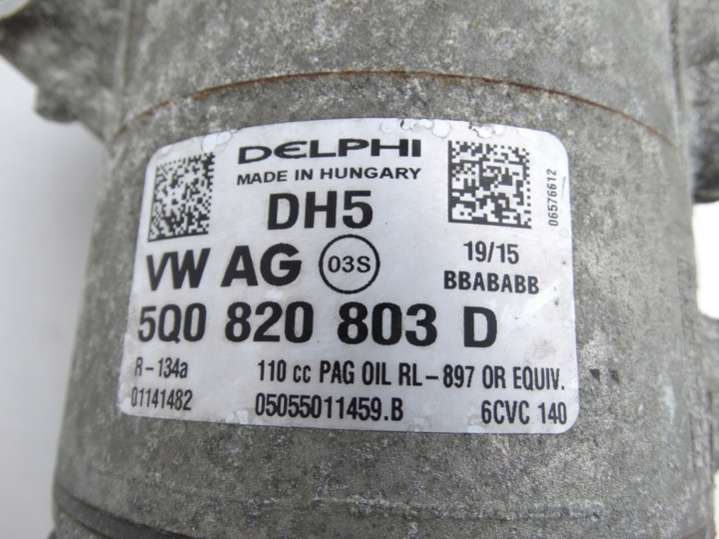 DELPHI
MADE IN HUNGARY
DH5
06576612
VW AG 03S 19/15
BBABABB
5Q0 820 803 D
R-134a 110 cc PAG OIL RL-897 OR EQUIV.
01141482 05055011459.B 6CVC 140